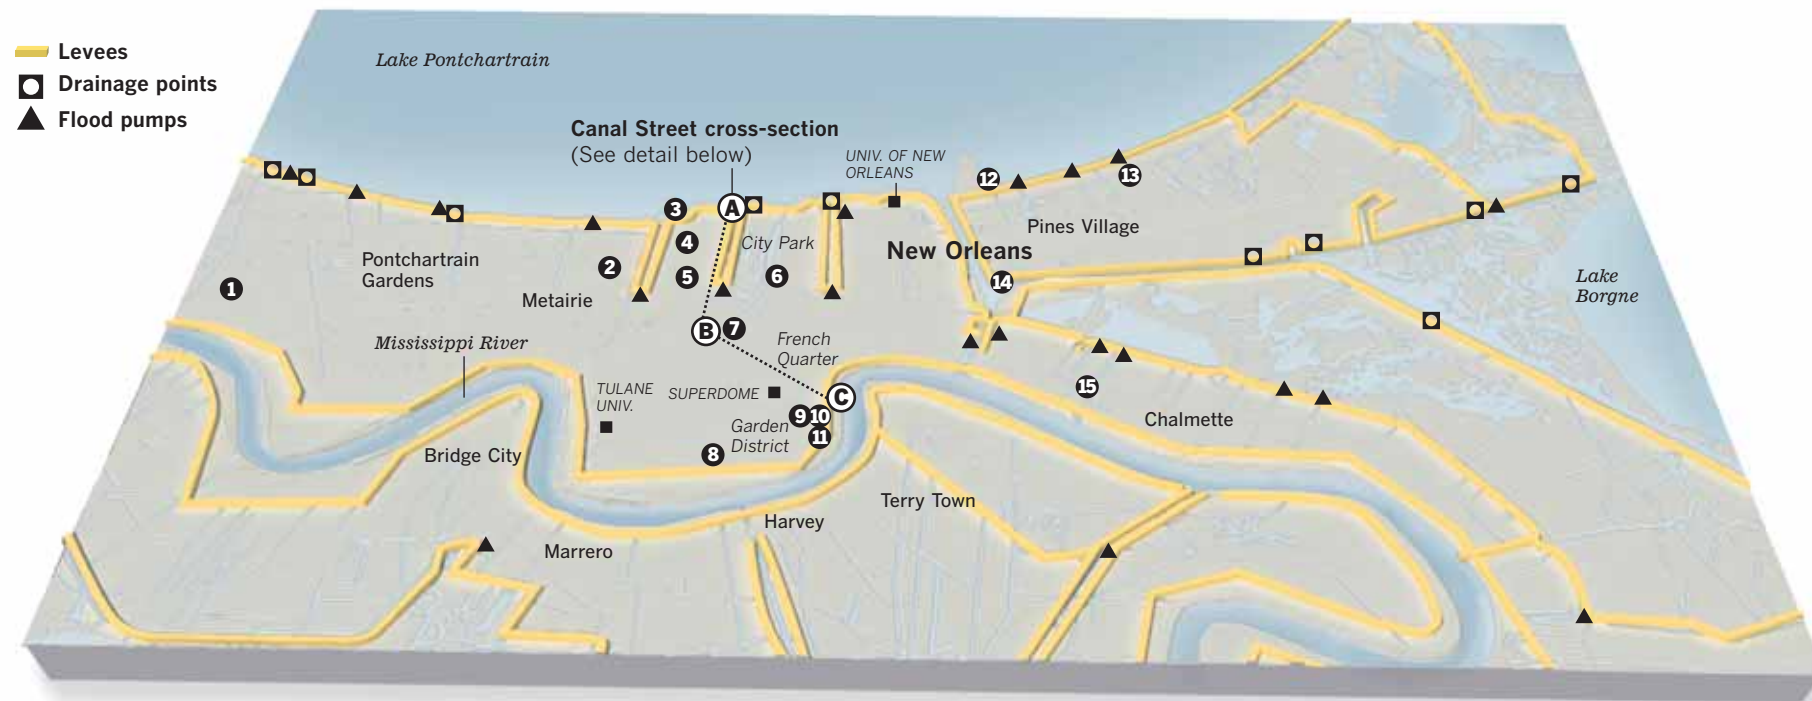 Levees
Drainage points
Flood pumps
Lake Pontchartrain
Canal Street cross-section
(See detail below)
UNIV. OF NEW
ORLEANS
12
13
3
A
4
City Park
Pines Village
New Orleans
Pontchartrain
Gardens
2
5
6
14
Lake
Borgne
1
Metairie
B
7
Mississippi River
French
Quarter
TULANE
UNIV.
SUPERDOME
C
15
9
10
Garden
District
11
Chalmette
8
Bridge City
Terry Town
Harvey
Marrero